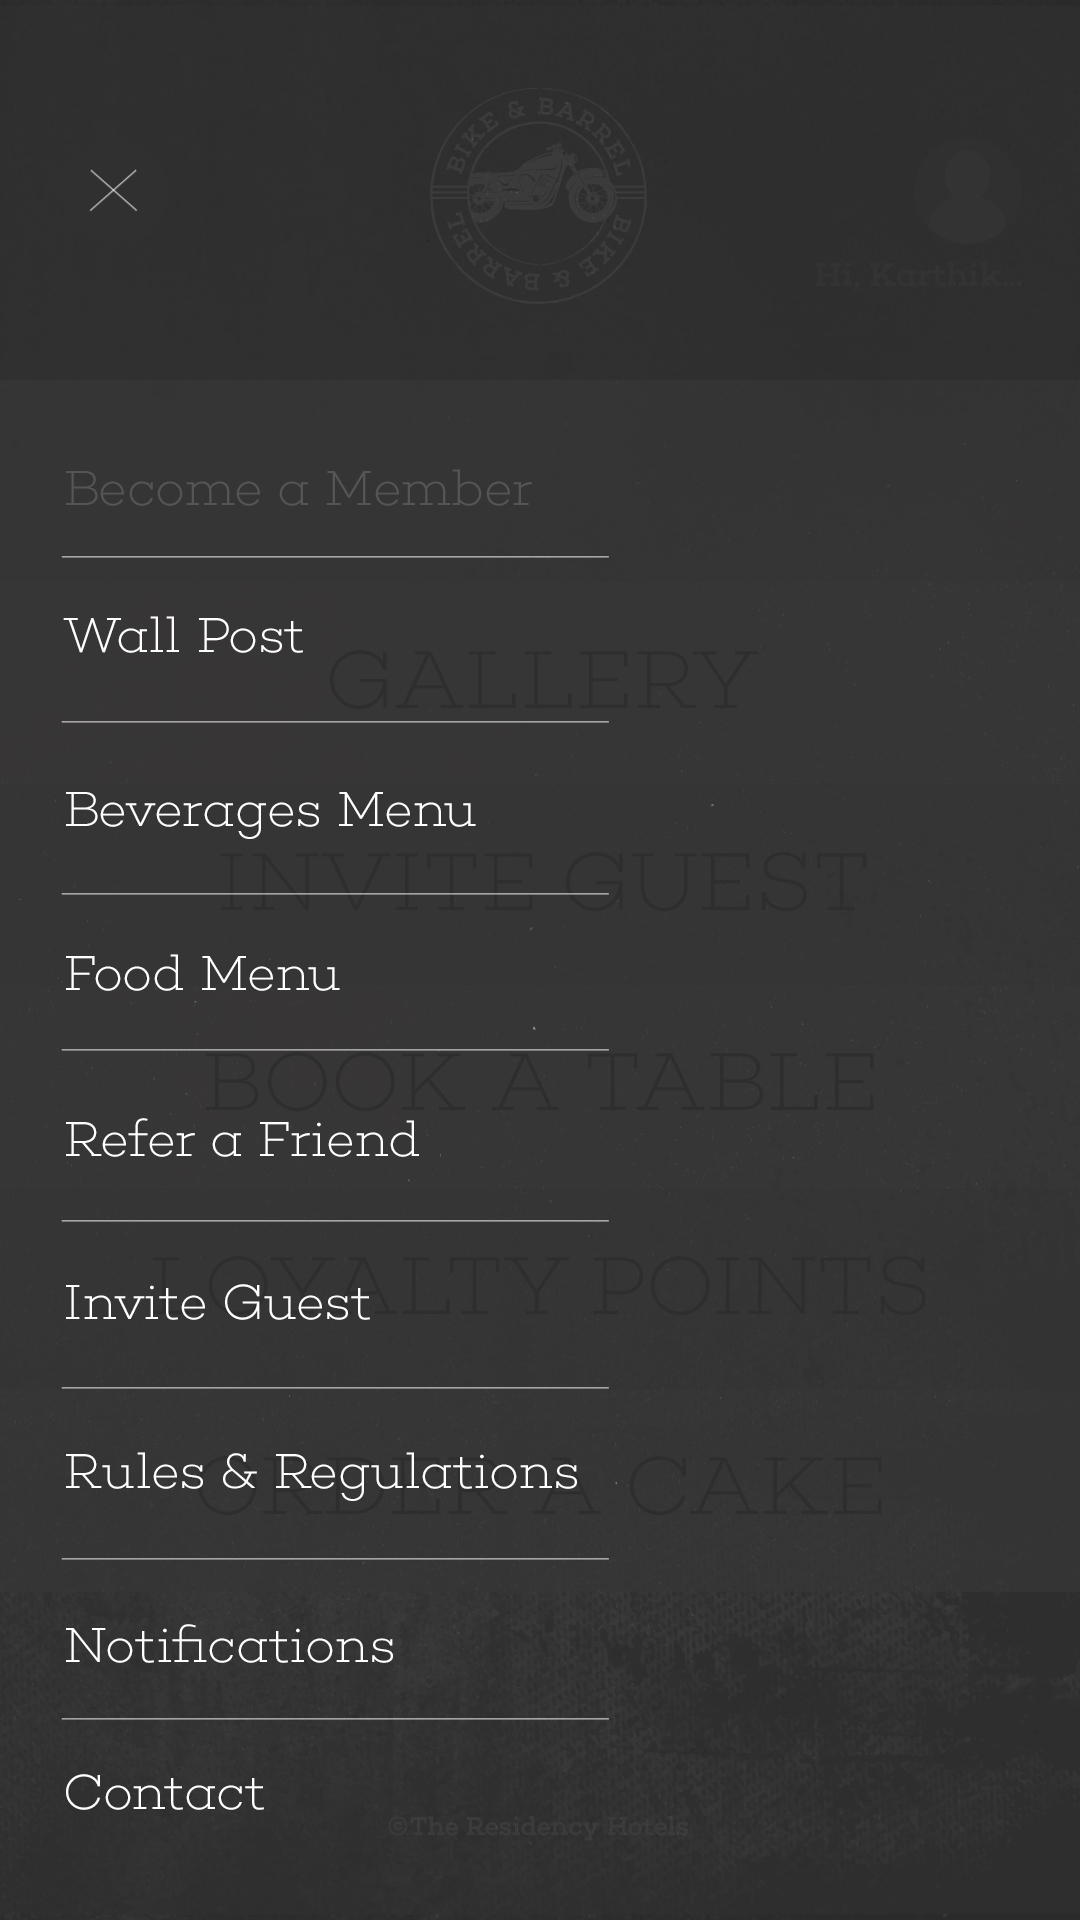 BIKE & BARREL
BIKE & BARREL
Hi, Karthik...
Become a Member
Wall Post
GALLERY
Beverages Menu
INVITE GUEST
Food Menu
BOOK A TABLE
Refer a Friend
LOYALTY POINTS
Invite Guest
Rules & Regulations
ORDER A CAKE
Notifications
Contact
©The Residency Hotels